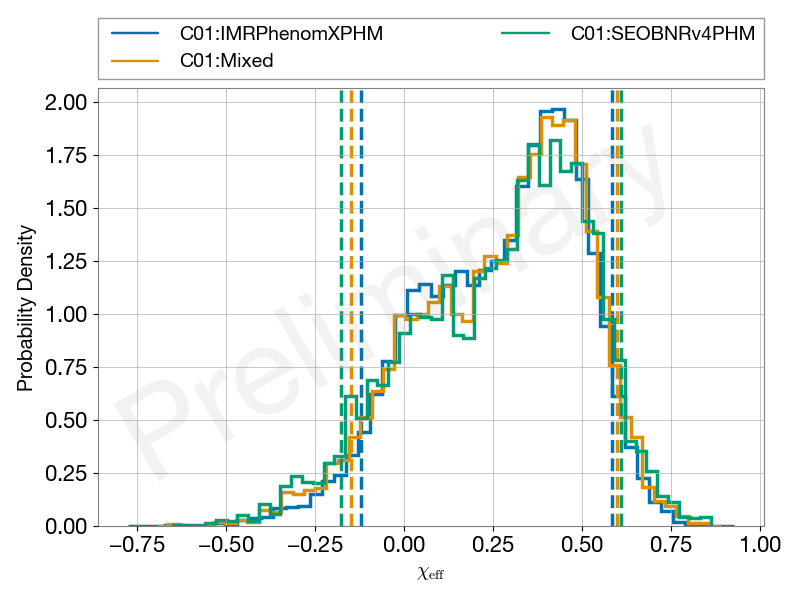 C01:IMRPhenomXPHM
C01:Mixed
C01:SEOBNRv4PHM
Preliminary
Probability Density
2.00
1.75
1.50
1.25
1.00
0.75
0.50
0.25
0.00
−0.75 −0.50 −0.25 0.00 0.25 0.50 0.75 1.00
χeff